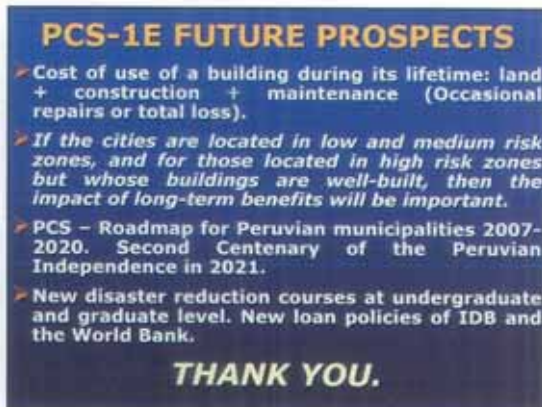 PCS-1E FUTURE PROSPECTS
Cost of use of a building during its lifetime: land
+ construction + maintenance (Occasional
repairs or total loss).
If the cities are located in low and medium risk
zones, and for those located in high risk zones
but whose buildings are well-built, then the
impact of long-term benefits will be important.
PCS – Roadmap for Peruvian municipalities 2007-
2020. Second Centenary of the Peruvian
Independence in 2021.
New disaster reduction courses at undergraduate
and graduate level. New loan policies of IDB and
the World Bank.
THANK YOU.